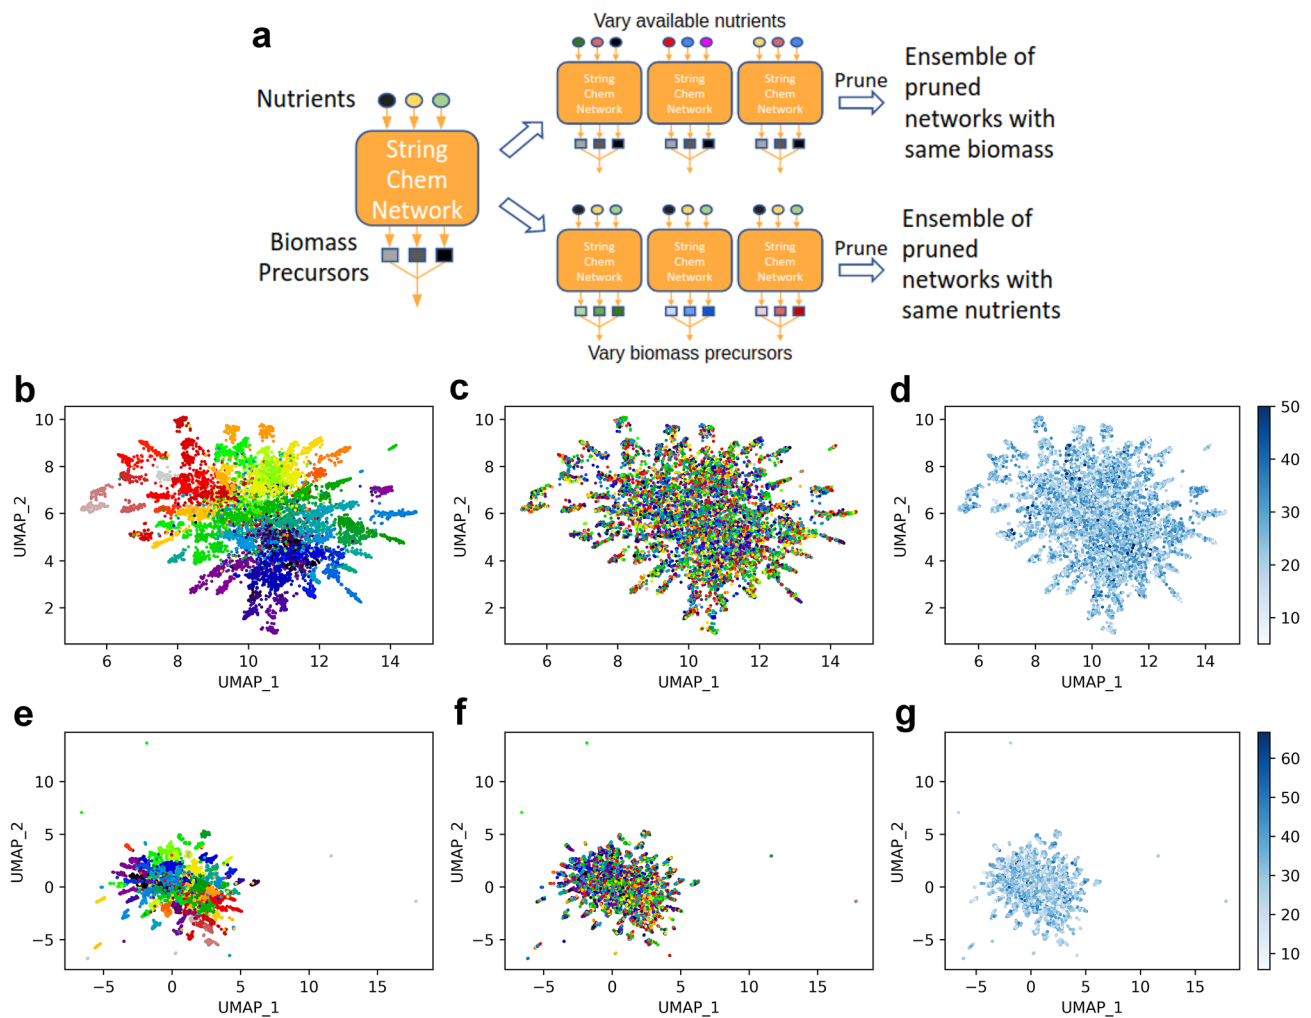 a
Vary available nutrients
Nutrients
String
Chem
Network
Biomass
Precursors
String
Chem
Network
String
Chem
Network
String
Chem
Network
Prune
Ensemble of
pruned
networks with
same biomass
String
Chem
Network
String
Chem
Network
String
Chem
Network
Prune
Ensemble of
pruned
networks with
same nutrients
Vary biomass precursors
b
10
8
6
4
2
UMAP_2
6 8 10 12 14
UMAP_1
c
10
8
6
4
2
UMAP_2
6 8 10 12 14
UMAP_1
d
10
8
6
4
2
UMAP_2
6 8 10 12 14
UMAP_1
50
40
30
20
10
e
10
5
0
−5
UMAP_2
−5 0 5 10 15
UMAP_1
f
10
5
0
−5
UMAP_2
−5 0 5 10 15
UMAP_1
g
10
5
0
−5
UMAP_2
−5 0 5 10 15
UMAP_1
60
50
40
30
20
10